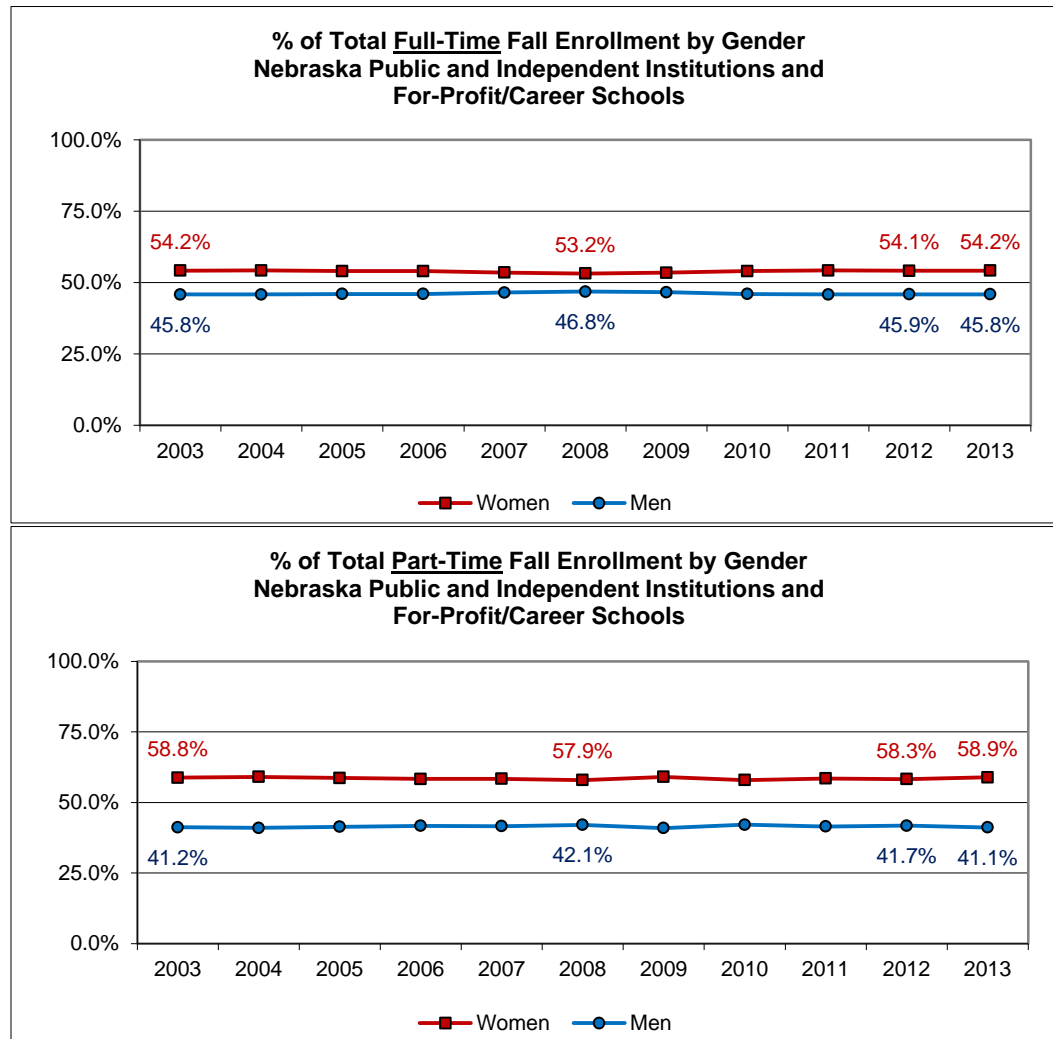 % of Total Full-Time Fall Enrollment by Gender
Nebraska Public and Independent Institutions and
For-Profit/Career Schools
100.0%
75.0%
54.2% 53.2% 54.1% 54.2%
50.0%
45.8% 46.8% 45.9% 45.8%
25.0%
0.0%
2003 2004 2005 2006 2007 2008 2009 2010 2011 2012 2013
Women Men
% of Total Part-Time Fall Enrollment by Gender
Nebraska Public and Independent Institutions and
For-Profit/Career Schools
100.0%
75.0%
58.8% 57.9% 58.3% 58.9%
50.0%
41.2% 42.1% 41.7% 41.1%
25.0%
0.0%
2003 2004 2005 2006 2007 2008 2009 2010 2011 2012 2013
Women Men